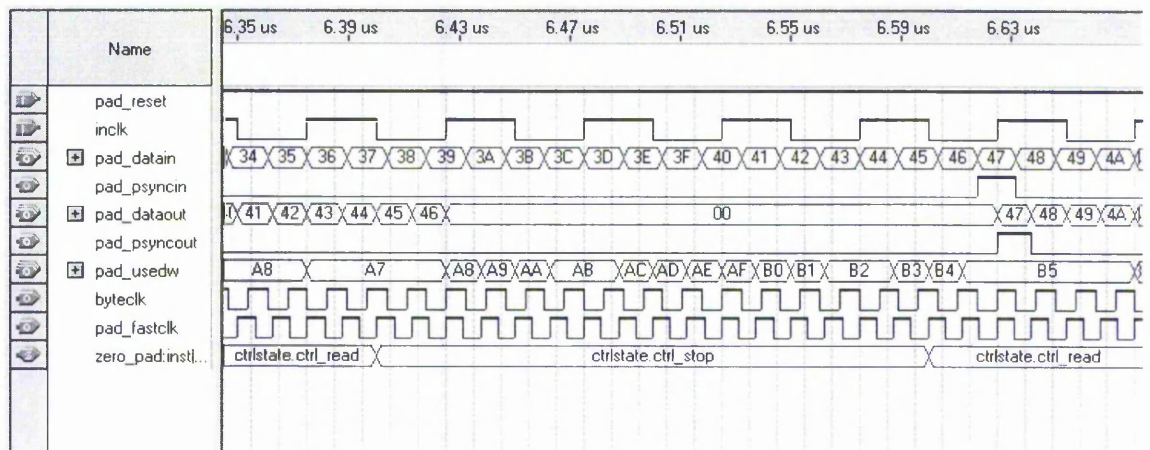 Name 6.35 us 6.39 us 6.43 us 6.47 us 6.51 us 6.55 us 6.59 us 6.63 us
pad_reset
inclk
pad_datain 34 35 36 37 38 39 3A 3B 3C 3D 3E 3F 40 41 42 43 44 45 46 47 48 49 4A
pad_psyncin
pad_dataout 41 42 43 44 45 46 00 47 48 49 4A
pad_psyncout
pad_usedw A8 A7 A8 A9 AA AB AC AD AE AF B0 B1 B2 B3 B4 B5
byteclk
pad_fastclk
zero_pad:inst|... ctrlstate.ctrl_read ctrlstate.ctrl_stop ctrlstate.ctrl_read